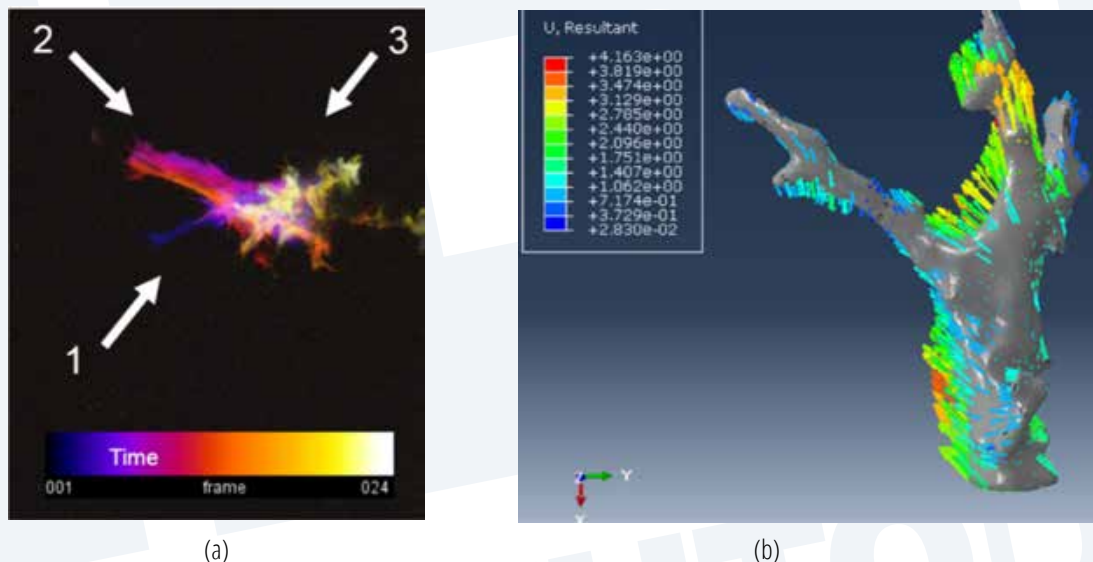 2
3
1
Time
001 frame 024
(a)
U, Resultant
+4.163e+00
+3.819e+00
+3.474e+00
+3.129e+00
+2.785e+00
+2.440e+00
+2.096e+00
+1.751e+00
+1.407e+00
+1.062e+00
+7.174e-01
+3.729e-01
+2.830e-02
Z
Y
X
(b)